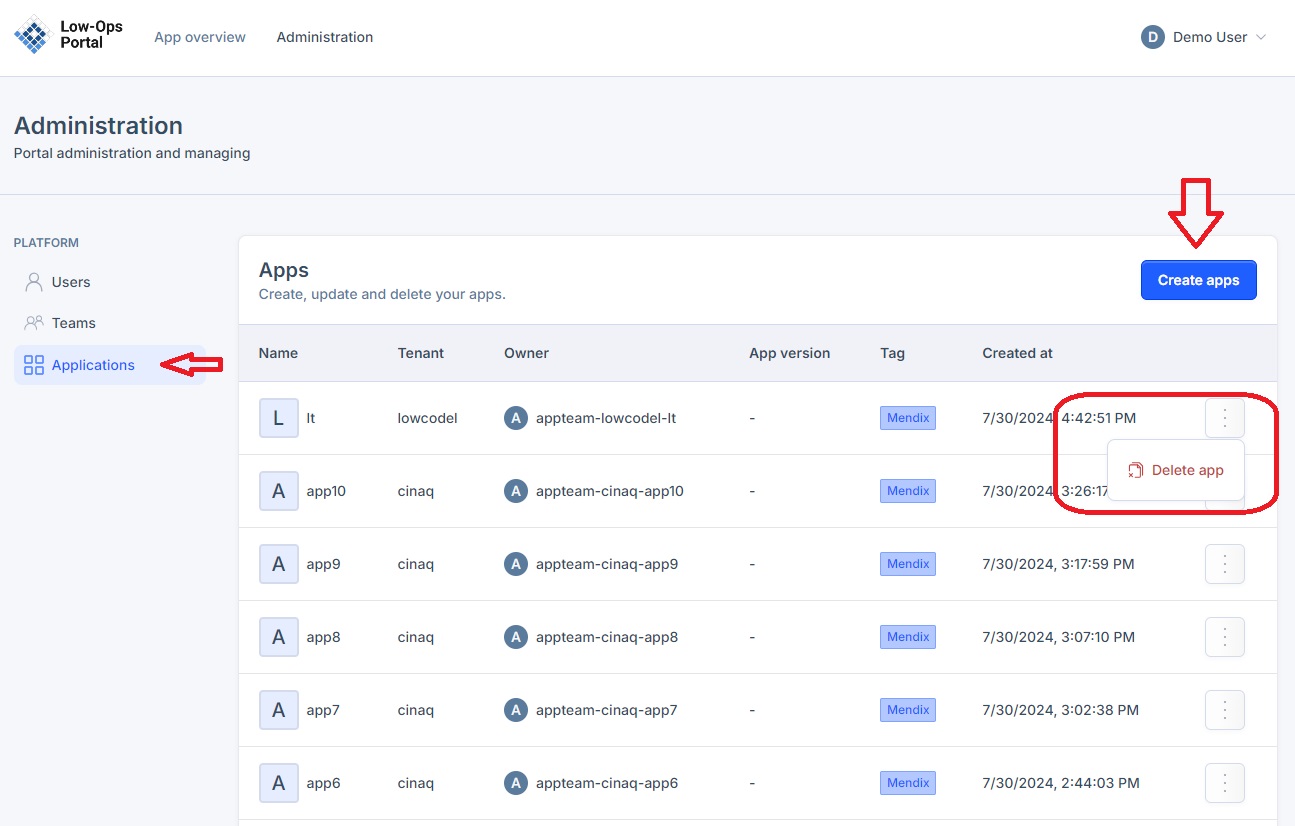 Low-Ops
Portal
App overview
Administration
D
Demo User
Administration
Portal administration and managing
PLATFORM
Users
Teams
Applications
Apps
Create, update and delete your apps.
Create apps
Name Tenant Owner App version Tag Created at
L lt lowcodel A appteam-lowcodel-lt - Mendix 7/30/2024, 4:42:51 PM
Delete app
A app10 cinaq A appteam-cinaq-app10 - Mendix 7/30/2024, 3:26:17
A app9 cinaq A appteam-cinaq-app9 - Mendix 7/30/2024, 3:17:59 PM
A app8 cinaq A appteam-cinaq-app8 - Mendix 7/30/2024, 3:07:10 PM
A app7 cinaq A appteam-cinaq-app7 - Mendix 7/30/2024, 3:02:38 PM
A app6 cinaq A appteam-cinaq-app6 - Mendix 7/30/2024, 2:44:03 PM